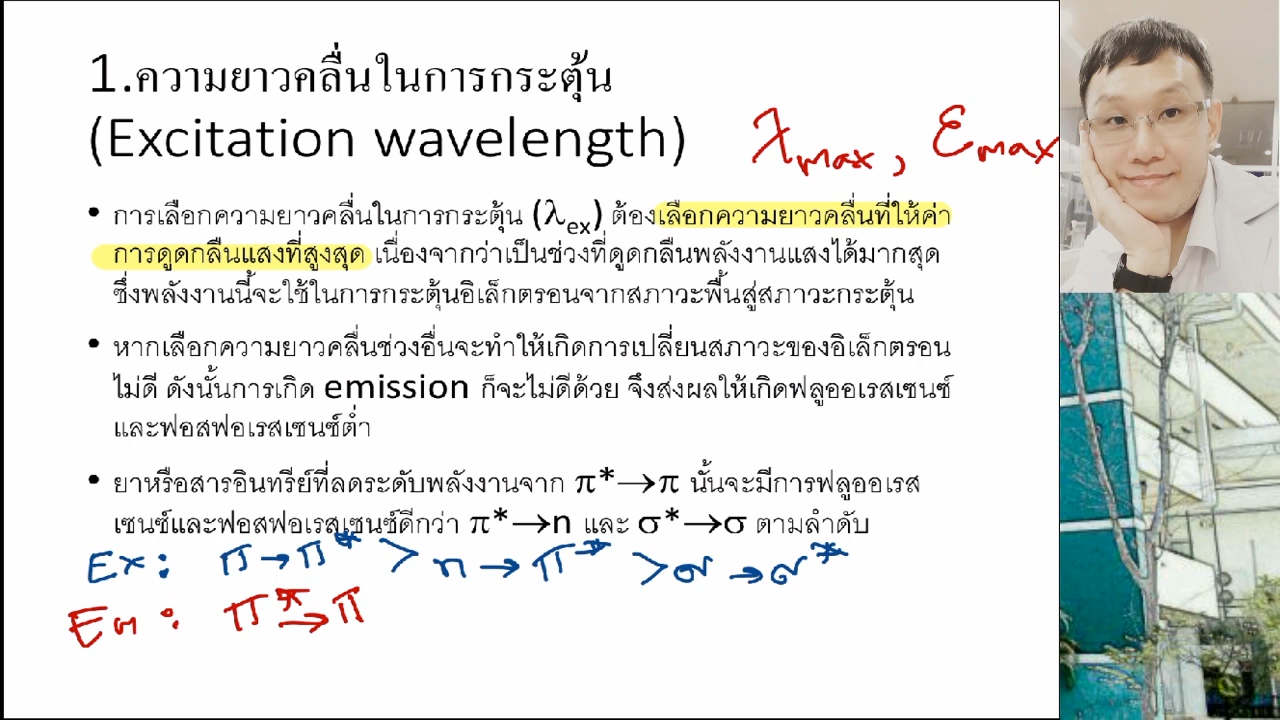 1.ความยาวคลื่นในการกระตุ้น
(Excitation wavelength)
λmax, εmax
• การเลือกความยาวคลื่นในการกระตุ้น (λex) ต้องเลือกความยาวคลื่นที่ให้ค่า
การดูดกลืนแสงที่สูงสุด เนื่องจากว่าเป็นช่วงที่ดูดกลืนพลังงานแสงได้มากสุด
ซึ่งพลังงานนี้จะใช้ในการกระตุ้นอิเล็กตรอนจากสภาวะพื้นสู่สภาวะกระตุ้น
• หากเลือกความยาวคลื่นช่วงอื่นจะทำให้เกิดการเปลี่ยนสภาวะของอิเล็กตรอน
ไม่ดี ดังนั้นการเกิด emission ก็จะไม่ดีด้วย จึงส่งผลให้เกิดฟลูออเรสเซนซ์
และฟอสฟอเรสเซนซ์ต่ำ
• ยาหรือสารอินทรีย์ที่ลดระดับพลังงานจาก π*→π นั้นจะมีการฟลูออเรส
เซนซ์และฟอสฟอเรสเซนซ์ดีกว่า π*→n และ σ*→σ ตามลำดับ
Ex: π→π* > n→π* > σ→σ*
Em: π*→π